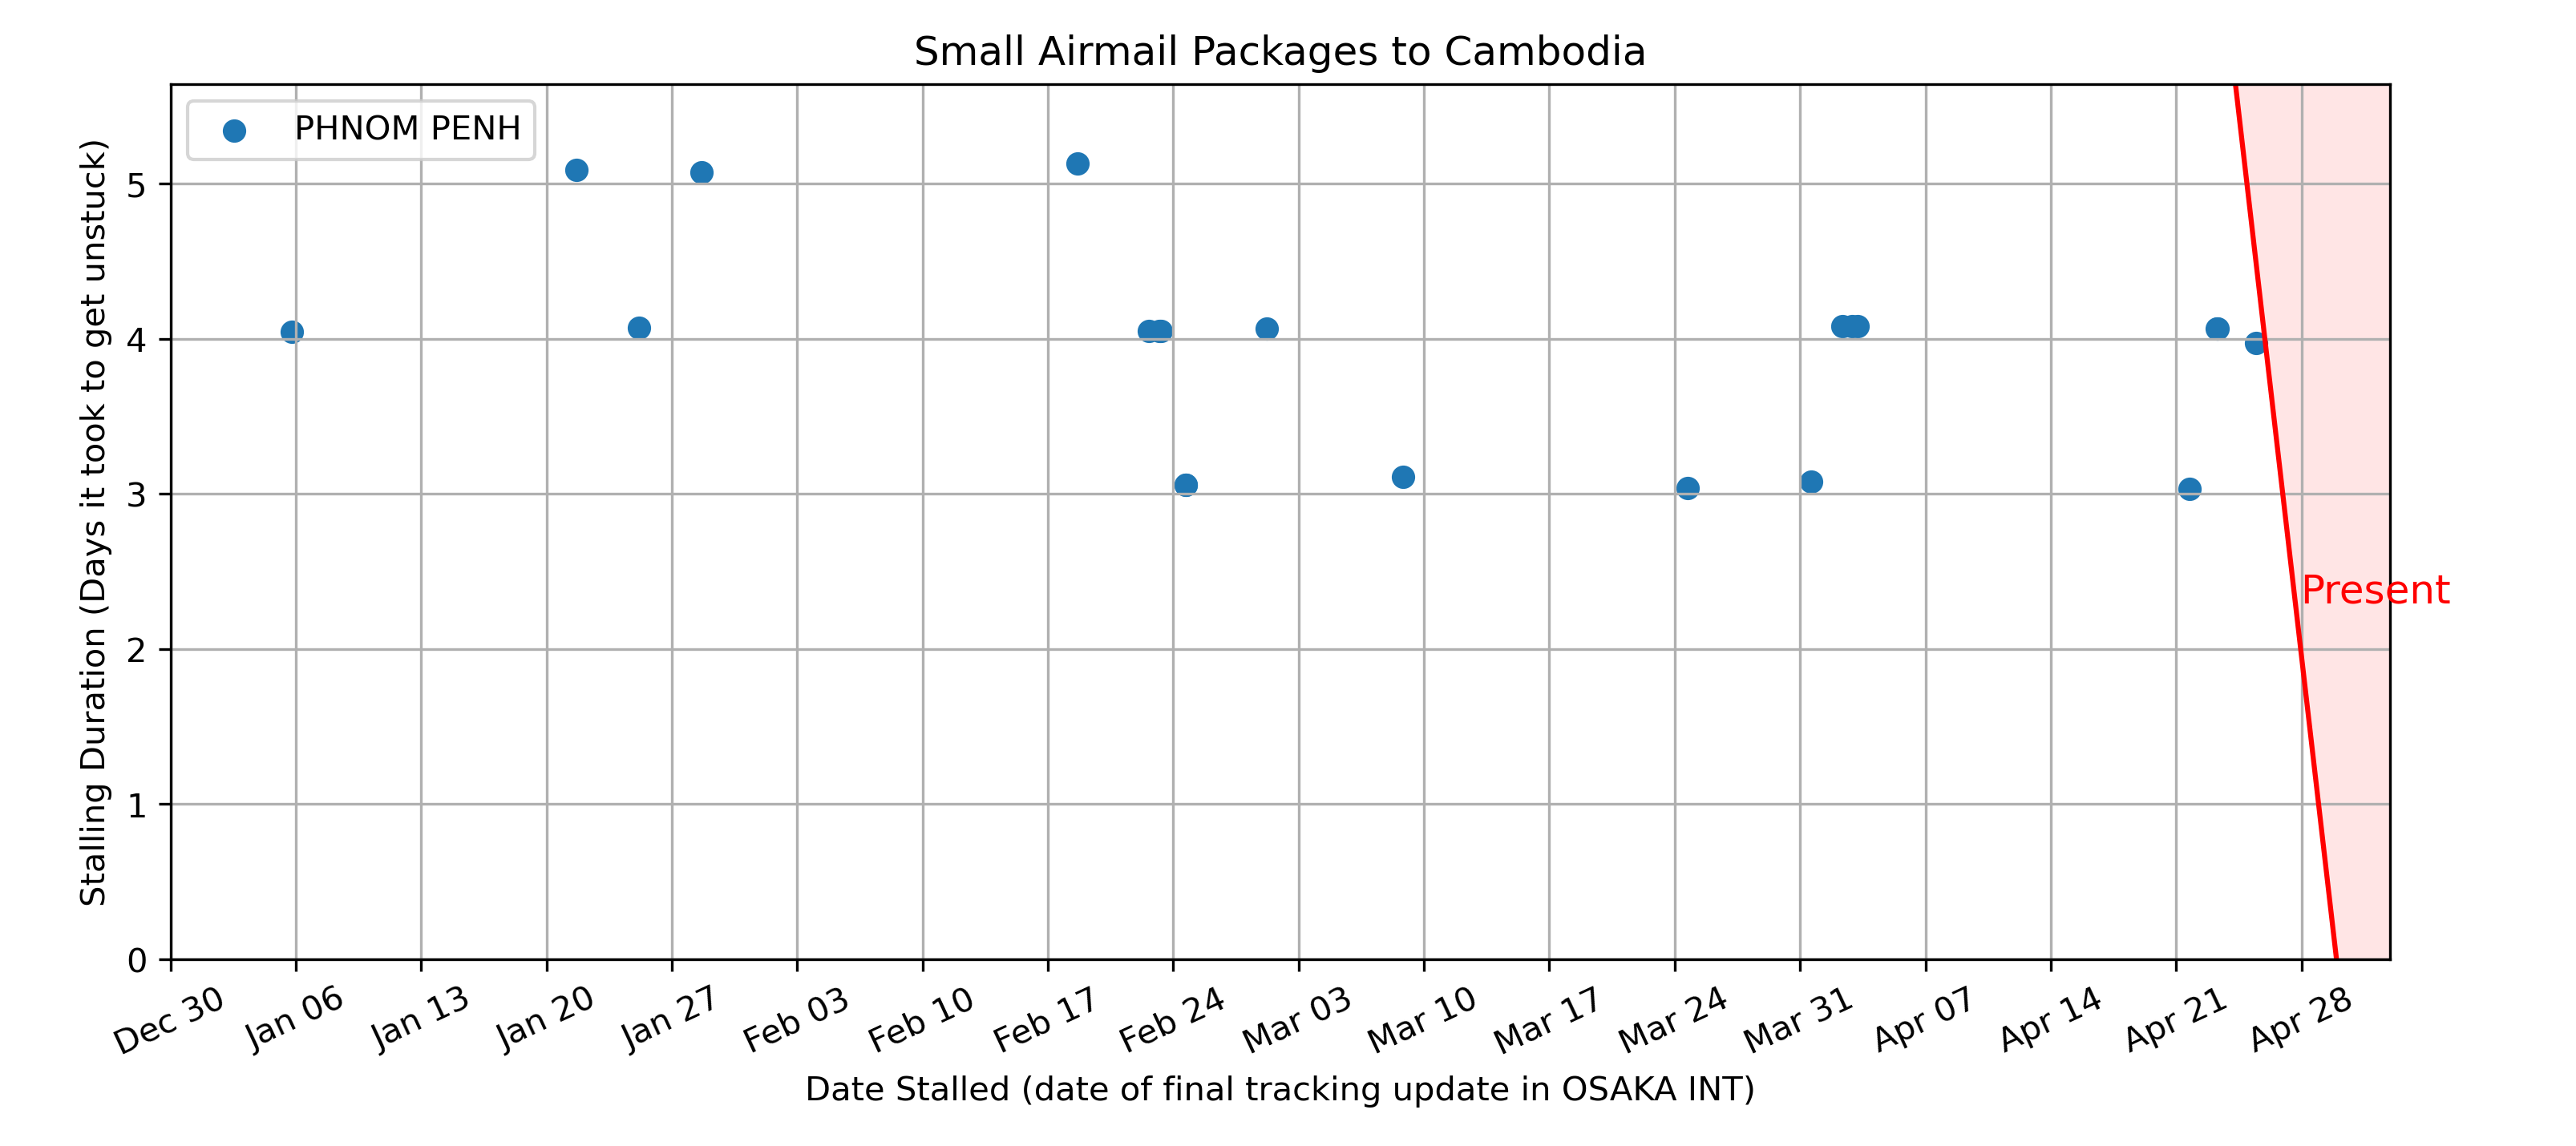 Small Airmail Packages to Cambodia
PHNOM PENH
Stalling Duration (Days it took to get unstuck)
5
4
3
2
1
0
Present
Dec 30
Jan 06
Jan 13
Jan 20
Jan 27
Feb 03
Feb 10
Feb 17
Feb 24
Mar 03
Mar 10
Mar 17
Mar 24
Mar 31
Apr 07
Apr 14
Apr 21
Apr 28
Date Stalled (date of final tracking update in OSAKA INT)